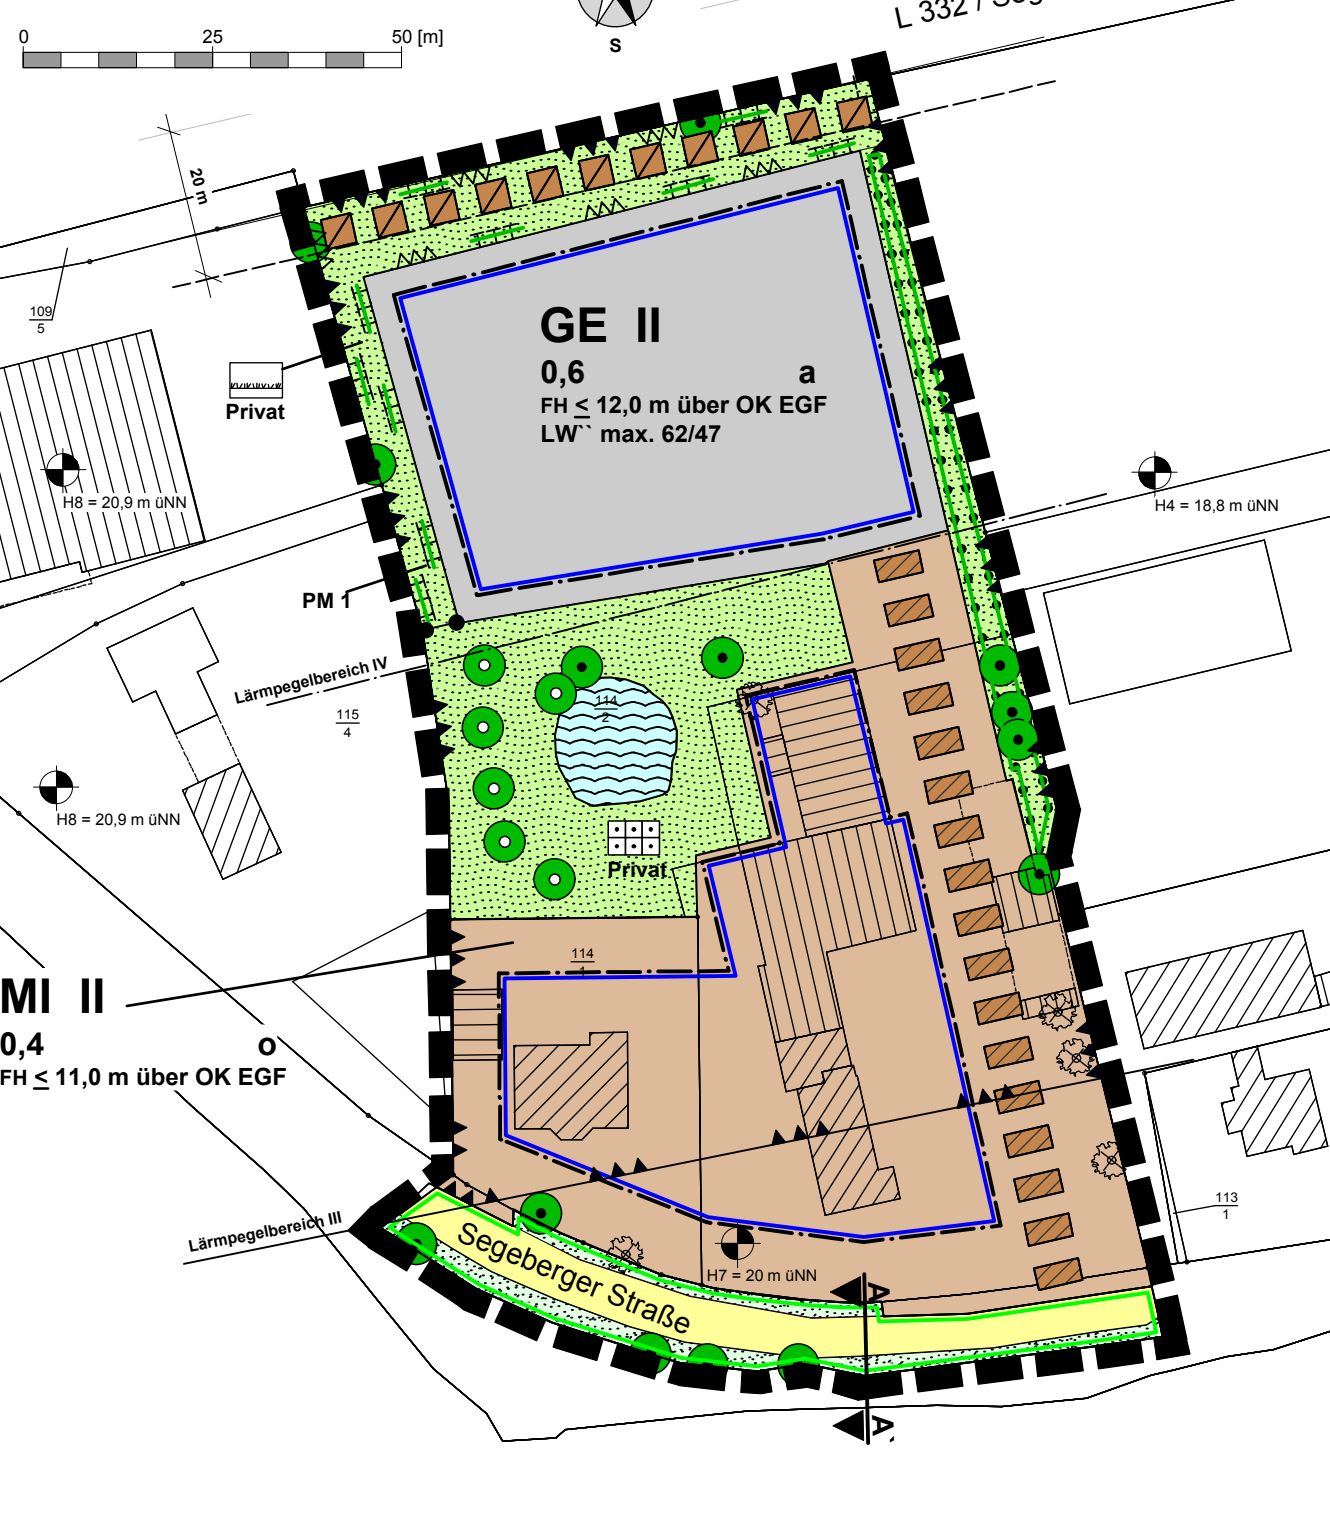 0 25 50 [m]
S
L 332 /
20 m
109
5
Privat
GE II
0,6 a
FH ≤ 12,0 m über OK EGF
LW`` max. 62/47
H8 = 20,9 m üNN
H4 = 18,8 m üNN
PM 1
Lärmpegelbereich IV
115
4
114
2
H8 = 20,9 m üNN
Privat
114
1
MI II
0,4 o
FH ≤ 11,0 m über OK EGF
113
1
Lärmpegelbereich III
Segeberger Straße
H7 = 20 m üNN
A
A`